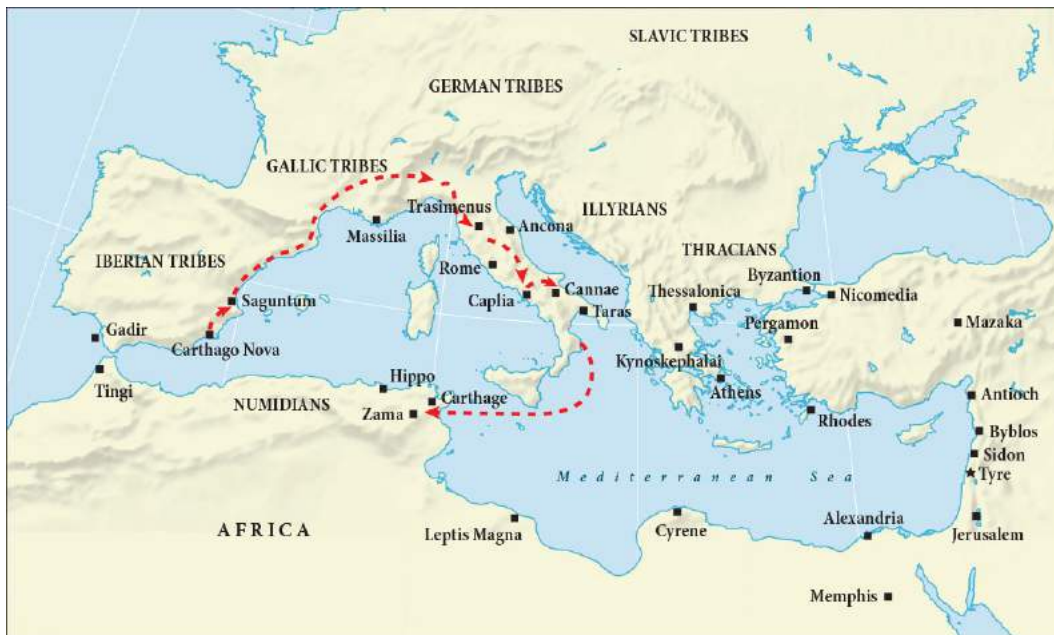 SLAVIC TRIBES
GERMAN TRIBES
GALLIC TRIBES
Trasimenus
ILLYRIANS
Massilia
Ancona
THRACIANS
IBERIAN TRIBES
Rome
Byzantion
Saguntum
Caplia
Cannae
Thessalonica
Nicomedia
Gadir
Taras
Pergamon
Mazaka
Carthago Nova
Kynoskephalai
Tingi
Hippo
Athens
NUMIDIANS
Carthage
Antioch
Zama
Rhodes
Byblos
Sidon
Mediterranean Sea
Tyre
AFRICA
Leptis Magna
Cyrene
Alexandria
Jerusalem
Memphis